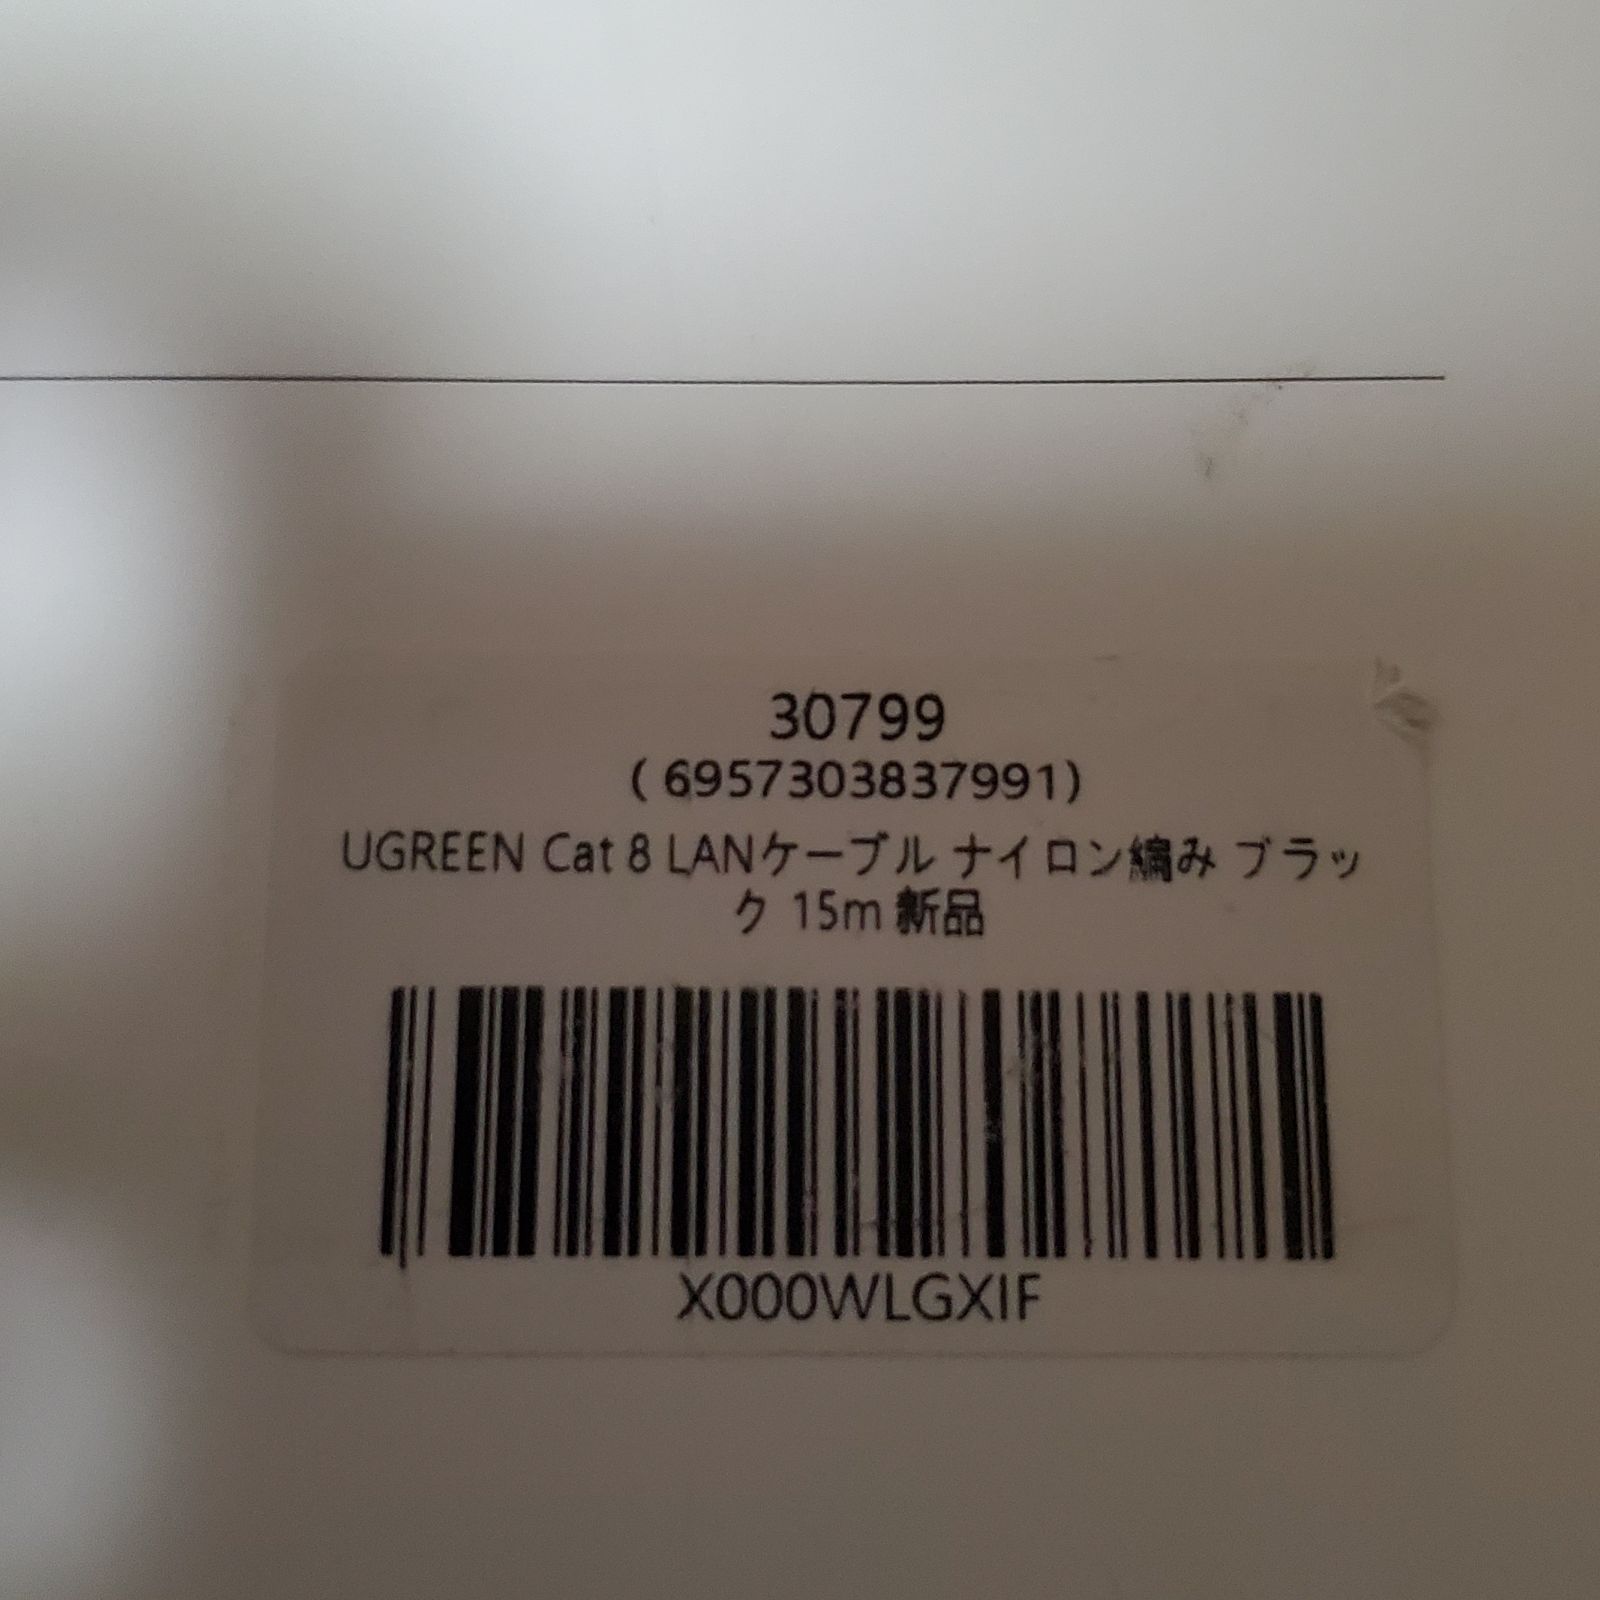 30799
( 6957303837991)
UGREEN Cat 8 LANケーブル ナイロン編み ブラッ
ク 15m 新品
X000WLGXIF